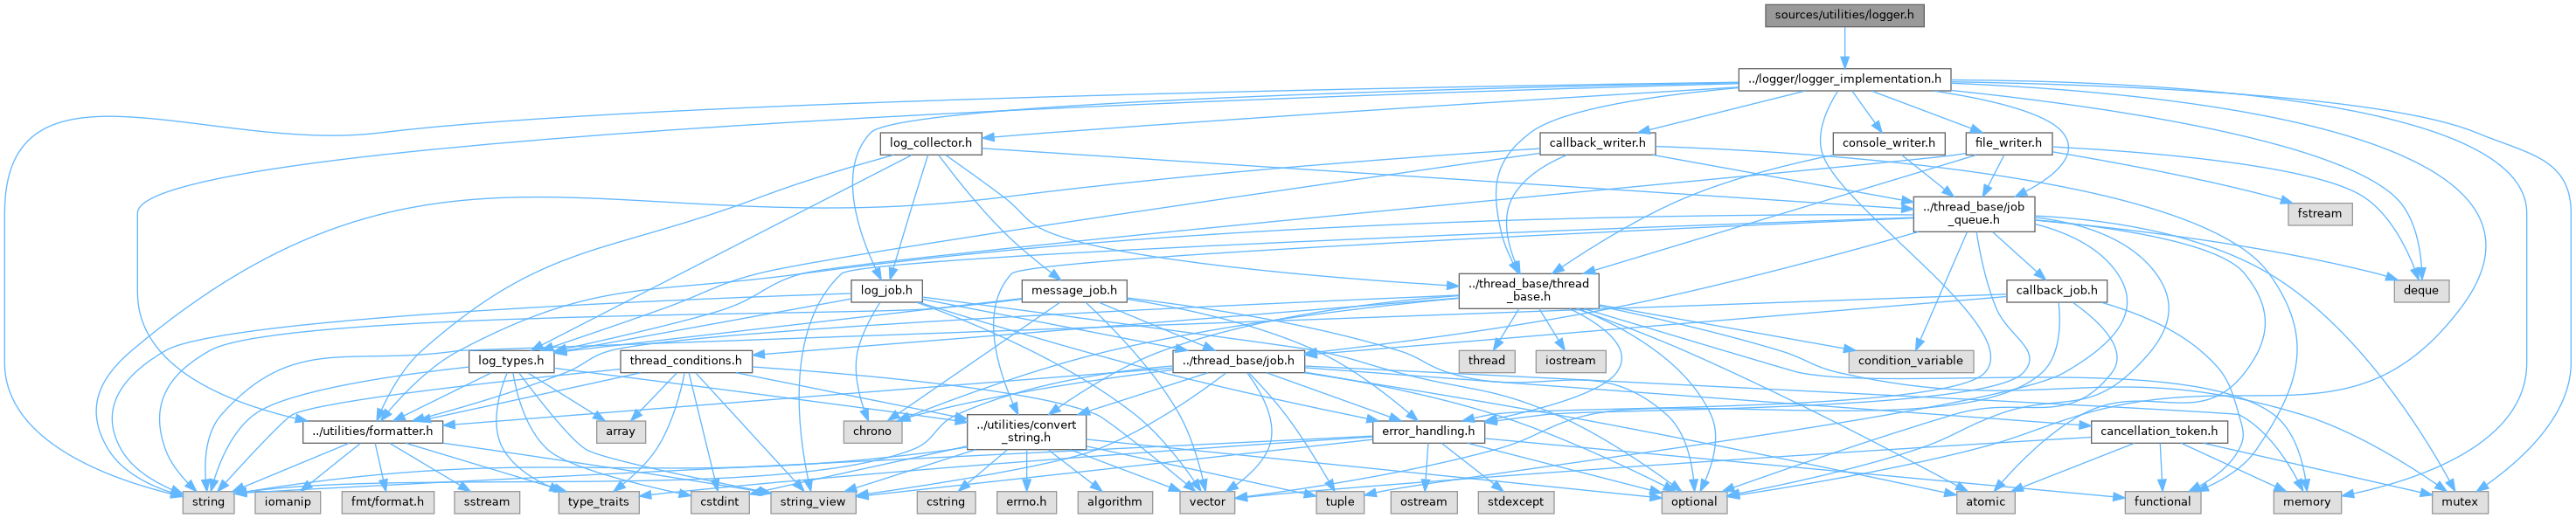 sources/utilities/logger.h
../logger/logger_implementation.h
log_collector.h
callback_writer.h
console_writer.h
file_writer.h
../thread_base/job
_queue.h
fstream
log_job.h
message_job.h
../thread_base/thread
_base.h
callback_job.h
deque
log_types.h
thread_conditions.h
../thread_base/job.h
thread
iostream
condition_variable
../utilities/formatter.h
array
chrono
../utilities/convert
_string.h
error_handling.h
cancellation_token.h
string
iomanip
fmt/format.h
sstream
type_traits
cstdint
string_view
cstring
errno.h
algorithm
vector
tuple
ostream
stdexcept
optional
atomic
functional
memory
mutex